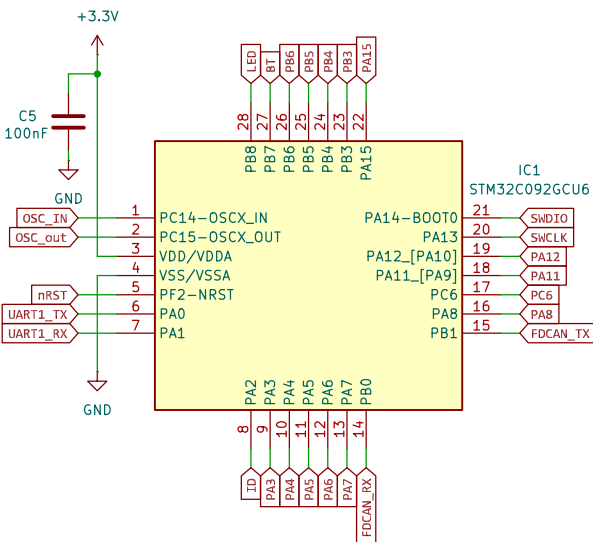 +3.3V
C5
100nF
GND
LED
BT
PB6
PB5
PB4
PB3
PA15
28
27
26
25
24
23
22
PB8
PB7
PB6
PB5
PB4
PB3
PA15
IC1
STM32C092GCU6
OSC_IN
1
PC14-OSCX_IN
OSC_out
2
PC15-OSCX_OUT
3
VDD/VDDA
4
VSS/VSSA
nRST
5
PF2-NRST
UART1_TX
6
PA0
UART1_RX
7
PA1
PA14-BOOT0
21
SWDIO
PA13
20
SWCLK
PA12_[PA10]
19
PA12
PA11_[PA9]
18
PA11
PC6
17
PC6
PA8
16
PA8
PB1
15
FDCAN_TX
GND
PA2
PA3
PA4
PA5
PA6
PA7
PB0
8
9
10
11
12
13
14
ID
PA3
PA4
PA5
PA6
PA7
FDCAN_RX